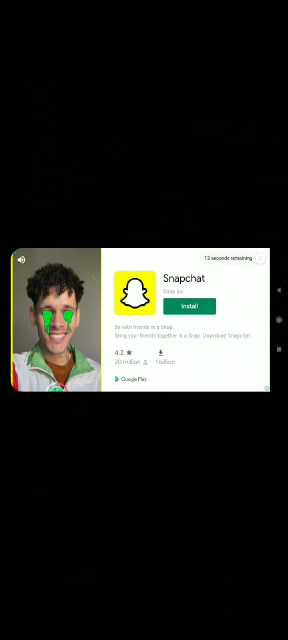 13 seconds remaining
Snapchat
Snap Inc
Install
Be with friends in a Snap.
Bring your friends together in a Snap. Download Snapchat.
4.2 ★
20 million
1 billion
Google Play